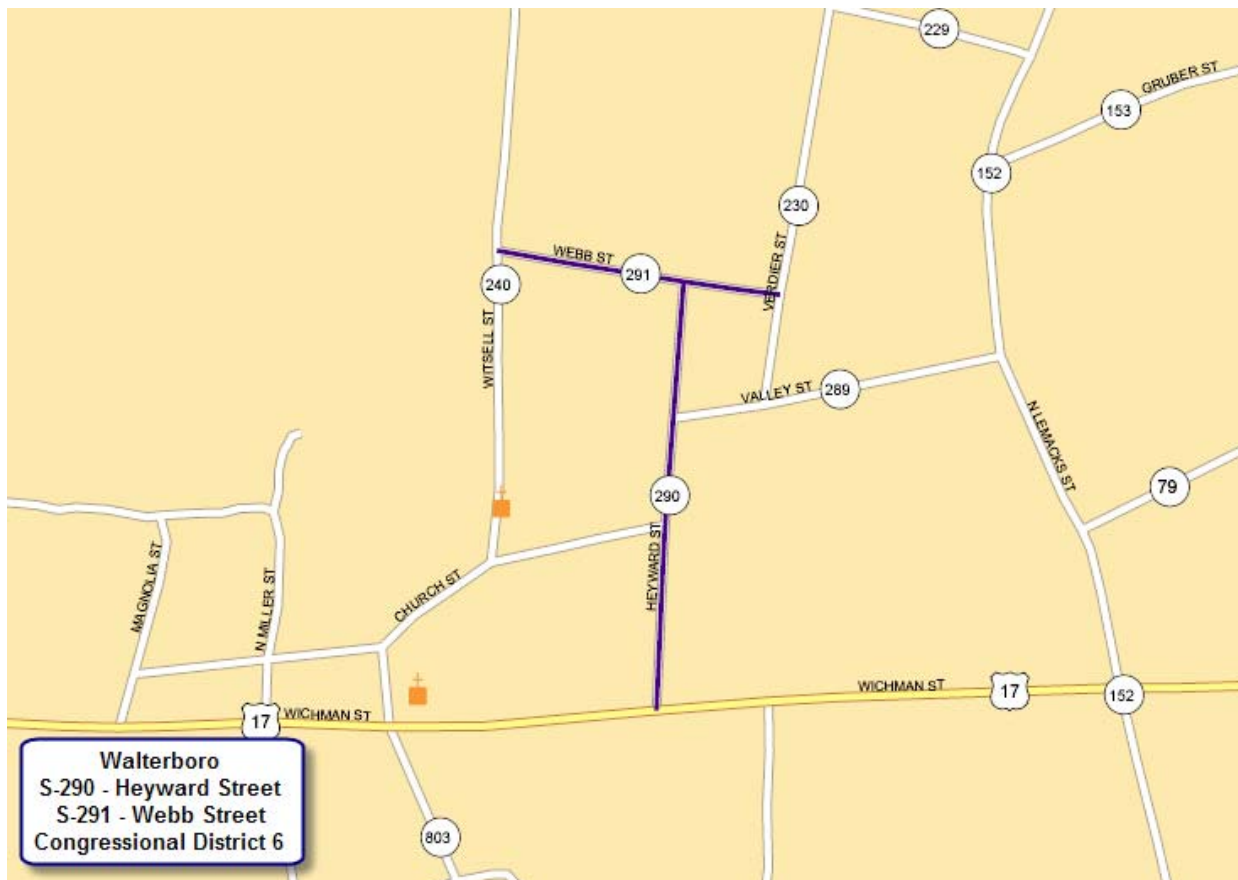 229
GRUBER ST
153
152
230
WEBB ST
291
VERDIER ST
240
WITSELL ST
VALLEY ST
289
N LEMACKS ST
79
290
HEYWARD ST
MAGNOLIA ST
N MILLER ST
CHURCH ST
WICHMAN ST
17
152
17
WICHMAN ST
803
Walterboro
S-290 - Heyward Street
S-291 - Webb Street
Congressional District 6